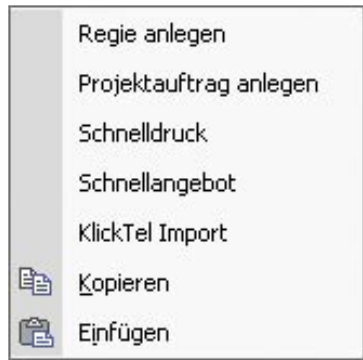 Regie anlegen
Projektauftrag anlegen
Schnelldruck
Schnellangebot
KlickTel Import
Kopieren
Einfügen